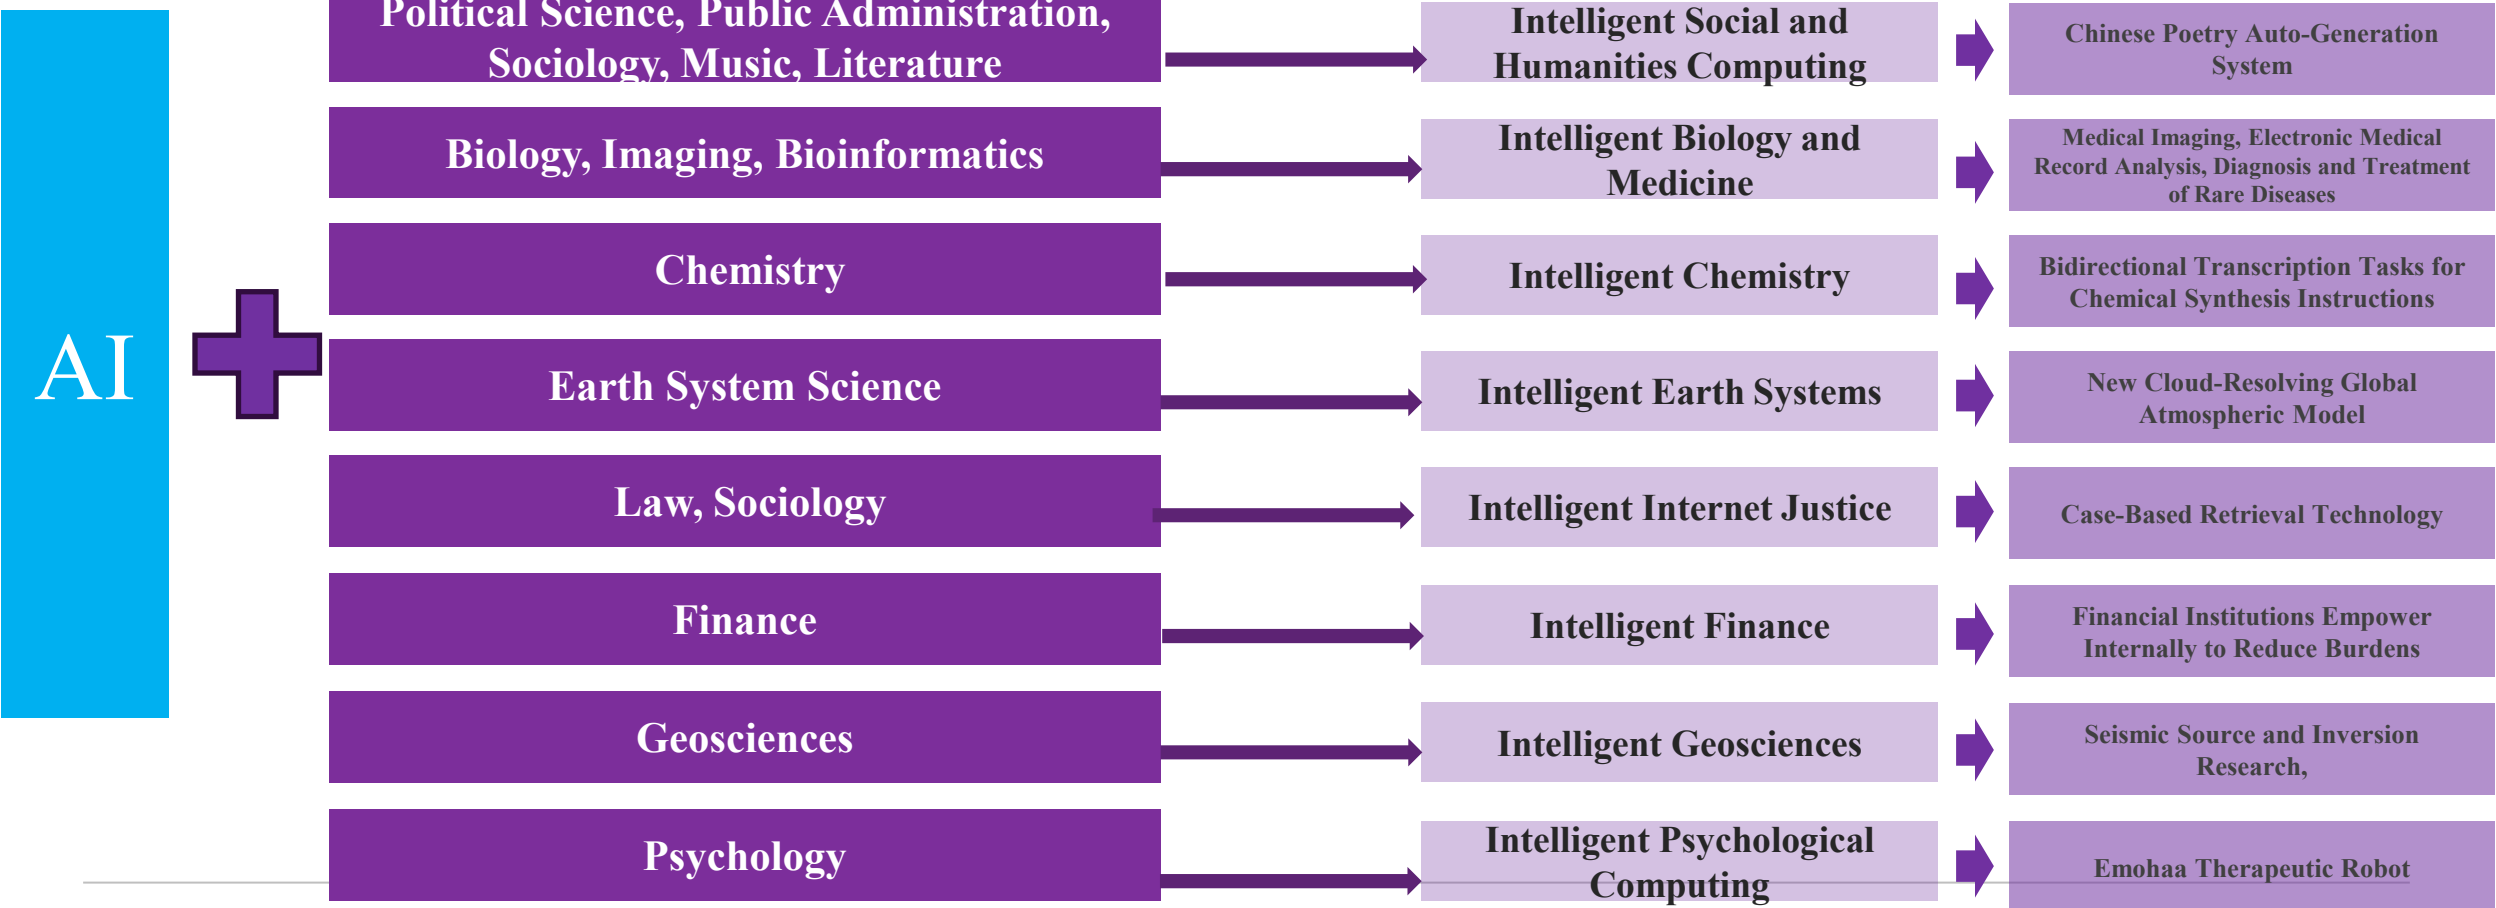 AI
Political Science, Public Administration,
Sociology, Music, Literature
Intelligent Social and
Humanities Computing
Chinese Poetry Auto-Generation
System
Biology, Imaging, Bioinformatics
Intelligent Biology and
Medicine
Medical Imaging, Electronic Medical
Record Analysis, Diagnosis and Treatment
of Rare Diseases
Chemistry
Intelligent Chemistry
Bidirectional Transcription Tasks for
Chemical Synthesis Instructions
Earth System Science
Intelligent Earth Systems
New Cloud-Resolving Global
Atmospheric Model
Law, Sociology
Intelligent Internet Justice
Case-Based Retrieval Technology
Finance
Intelligent Finance
Financial Institutions Empower
Internally to Reduce Burdens
Geosciences
Intelligent Geosciences
Seismic Source and Inversion
Research,
Psychology
Intelligent Psychological
Computing
Emohaa Therapeutic Robot